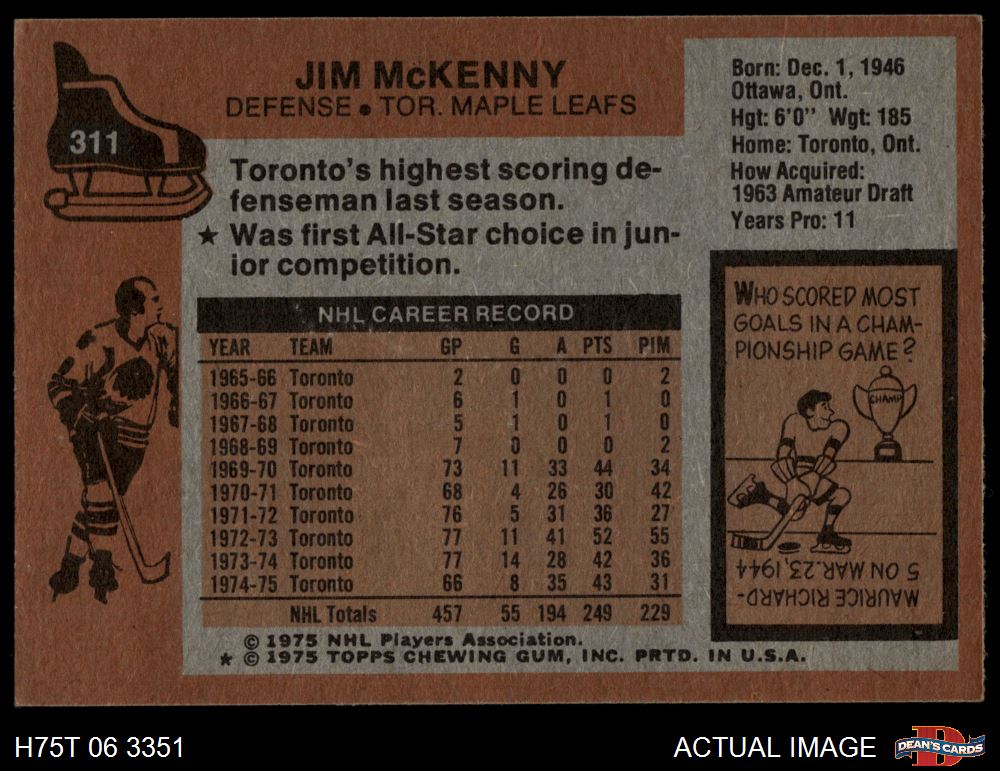 311
JIM McKENNY
DEFENSE • TOR. MAPLE LEAFS
Born: Dec. 1, 1946
Ottawa, Ont.
Hgt: 6'0" Wgt: 185
Home: Toronto, Ont.
How Acquired:
1963 Amateur Draft
Years Pro: 11
Toronto's highest scoring de-
fenseman last season.
★ Was first All-Star choice in jun-
ior competition.
NHL CAREER RECORD
YEAR TEAM GP G A PTS PIM
1965-66 Toronto 2 0 0 0 2
1966-67 Toronto 6 1 0 1 0
1967-68 Toronto 5 1 0 1 0
1968-69 Toronto 7 0 0 0 2
1969-70 Toronto 73 11 33 44 34
1970-71 Toronto 68 4 26 30 42
1971-72 Toronto 76 5 31 36 27
1972-73 Toronto 77 11 41 52 55
1973-74 Toronto 77 14 28 42 36
1974-75 Toronto 66 8 35 43 31
NHL Totals 457 55 194 249 229
WHO SCORED MOST
GOALS IN A CHAM-
PIONSHIP GAME?
CHAMP
MAURICE RICHARD-
5 ON MAR. 23, 1944
© 1975 NHL Players Association.
★ © 1975 TOPPS CHEWING GUM, INC. PRTD. IN U.S.A.
H75T 06 3351
ACTUAL IMAGE
DEAN'S CARDS